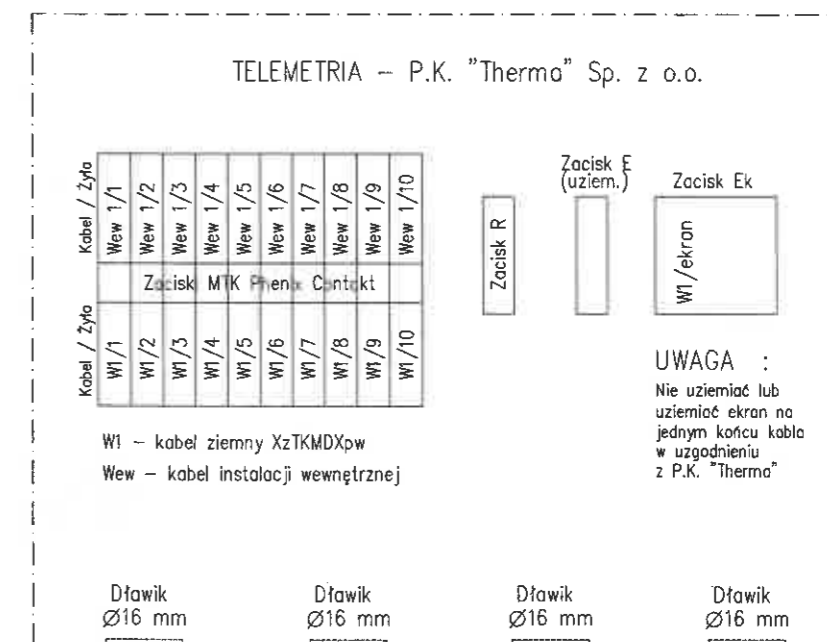 TELEMETRIA – P.K. "Therma" Sp. z o.o.
Kabel / Żyła
Wew 1/1
Wew 1/2
Wew 1/3
Wew 1/4
Wew 1/5
Wew 1/6
Wew 1/7
Wew 1/8
Wew 1/9
Wew 1/10
Zaciski MTK Phenix Contakt
Kabel / Żyła
W1/1
W1/2
W1/3
W1/4
W1/5
W1/6
W1/7
W1/8
W1/9
W1/10
Zacisk R
Zacisk E
(uziem.)
Zacisk Ek
W1/ekran
UWAGA :
Nie uziemiać lub
uziemiać ekran na
jednym końcu kabla
w uzgodnieniu
z P.K. "Therma"
W1 – kabel ziemny XzTKMDXpw
Wew – kabel instalacji wewnętrznej
Dławik
Ø16 mm
Dławik
Ø16 mm
Dławik
Ø16 mm
Dławik
Ø16 mm